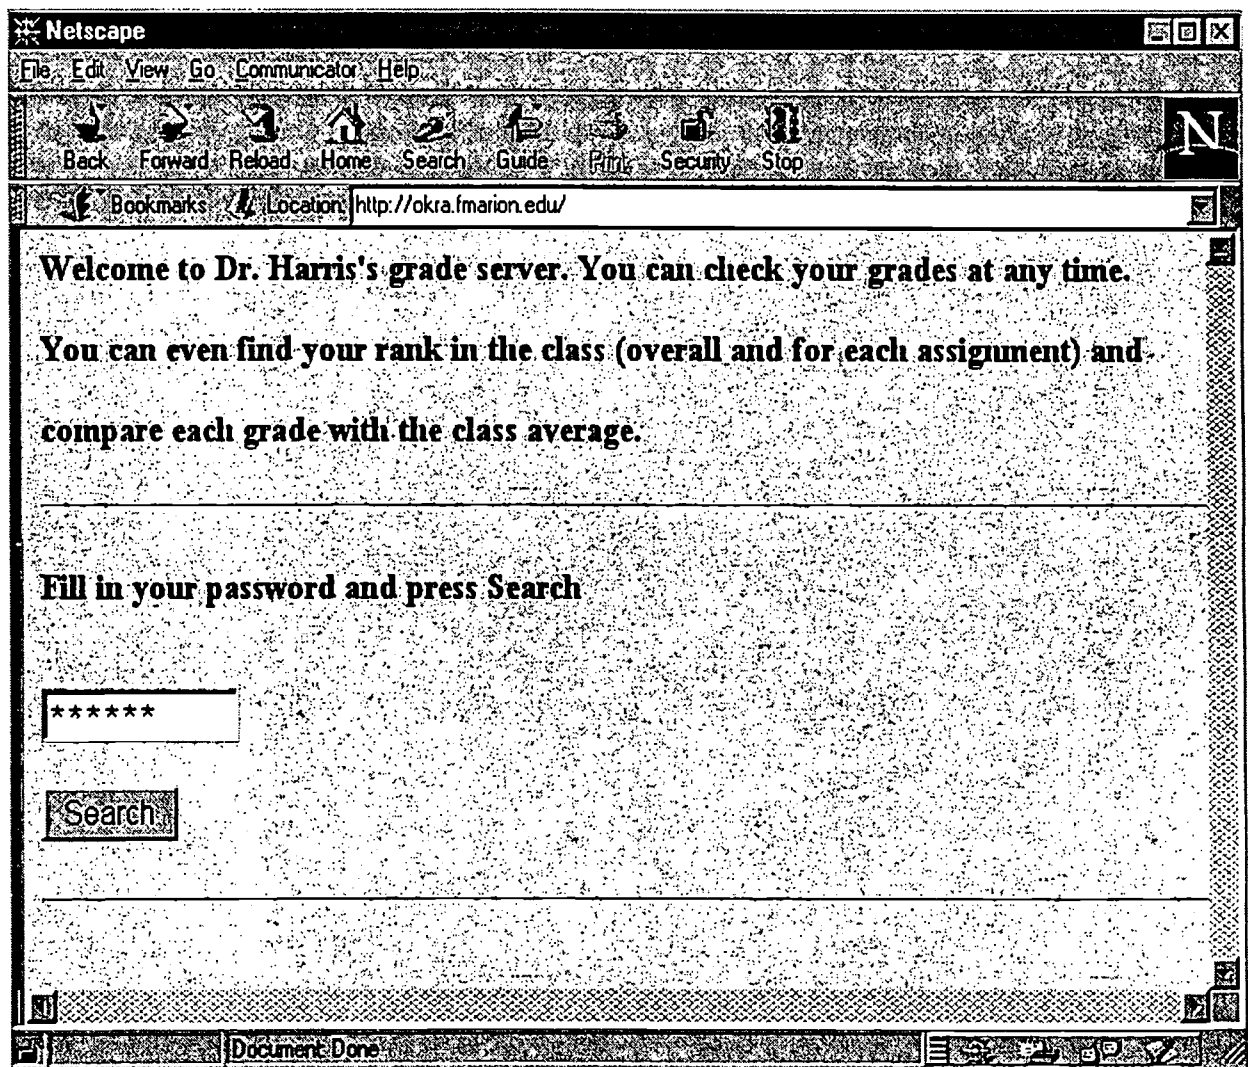 Netscape
File Edit View Go Communicator Help
Back Forward Reload Home Search Guide Print Security Stop
N
Bookmarks Location: http://okra.fmarion.edu/
Welcome to Dr. Harris's grade server. You can check your grades at any time.
You can even find your rank in the class (overall and for each assignment) and
compare each grade with the class average.
Fill in your password and press Search
******
Search
Document: Done